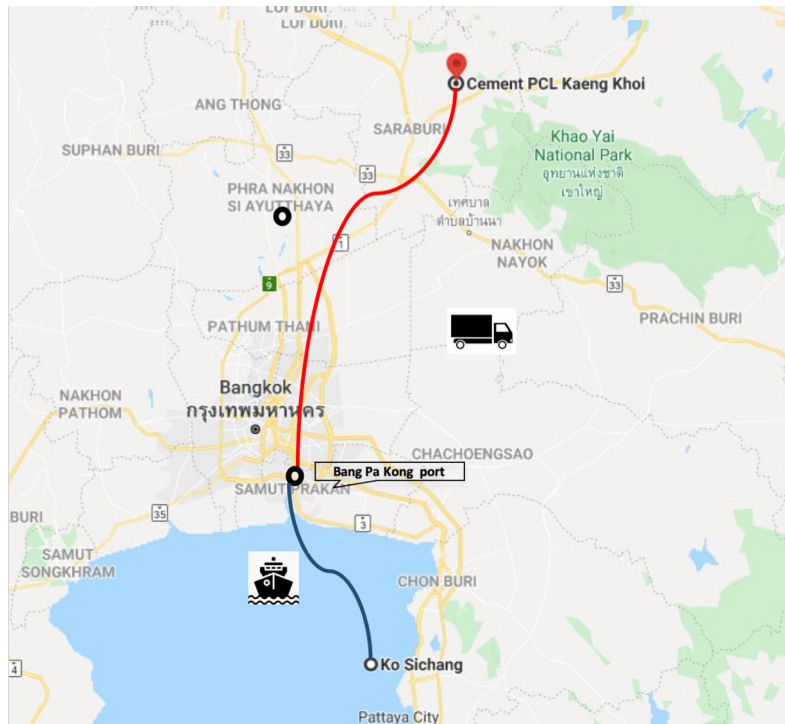 LOP BURI
Cement PCL Kaeng Khoi
ANG THONG
SARABURI
33
SUPHAN BURI
33
Khao Yai
National Park
อุทยานแห่งชาติ
เขาใหญ่
PHRA NAKHON
SI AYUTTHAYA
เทศบาล
ตำบลบ้านนา
1
NAKHON
NAYOK
9
33
PATHUM THANI
PRACHIN BURI
Bangkok
กรุงเทพมหานคร
NAKHON
PATHOM
CHACHOENGSAO
Bang Pa Kong port
SAMUT PRAKAN
BURI
35
3
SAMUT
SONGKHRAM
CHON BURI
4
Ko Sichang
Pattaya City